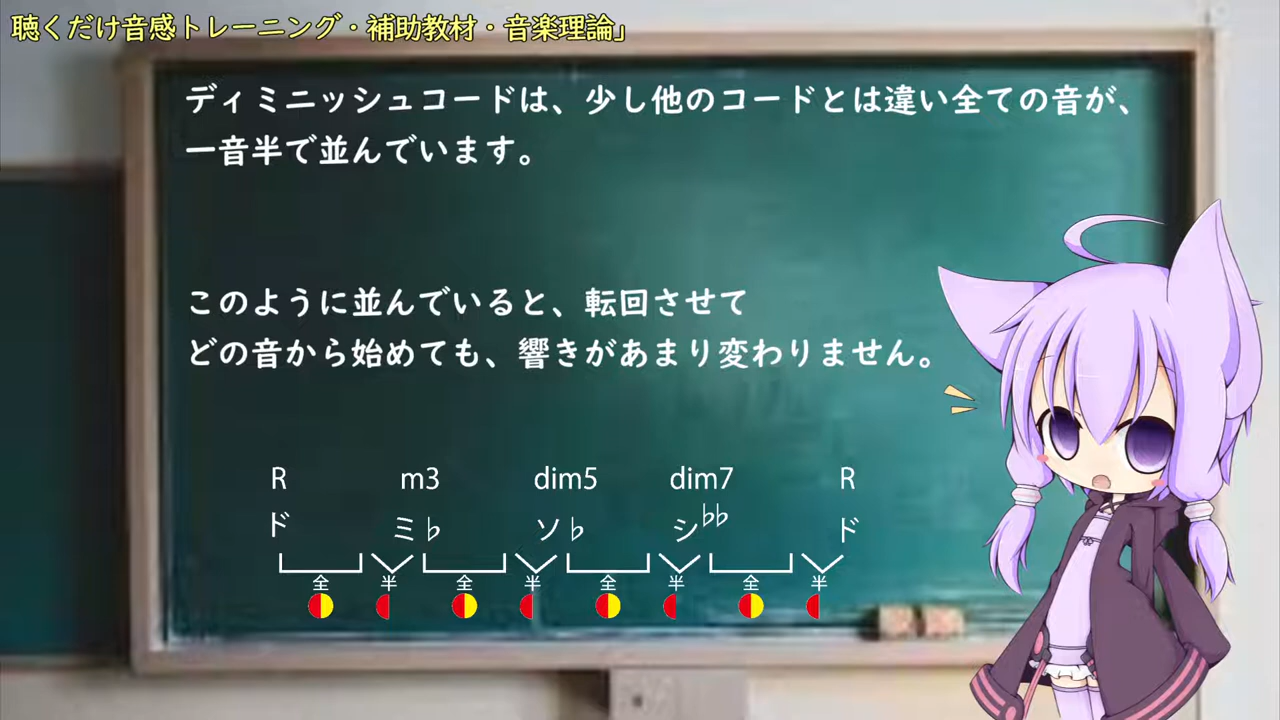 聴くだけ音感トレーニング・補助教材・音楽理論」
ディミニッシュコードは、少し他のコードとは違い全ての音が、
一音半で並んでいます。
このように並んでいると、転回させて
どの音から始めても、響きがあまり変わりません。
R m3 dim5 dim7 R
ド ミ♭ ソ♭ シ♭♭ ド
全 半 全 半 全 半 全 半